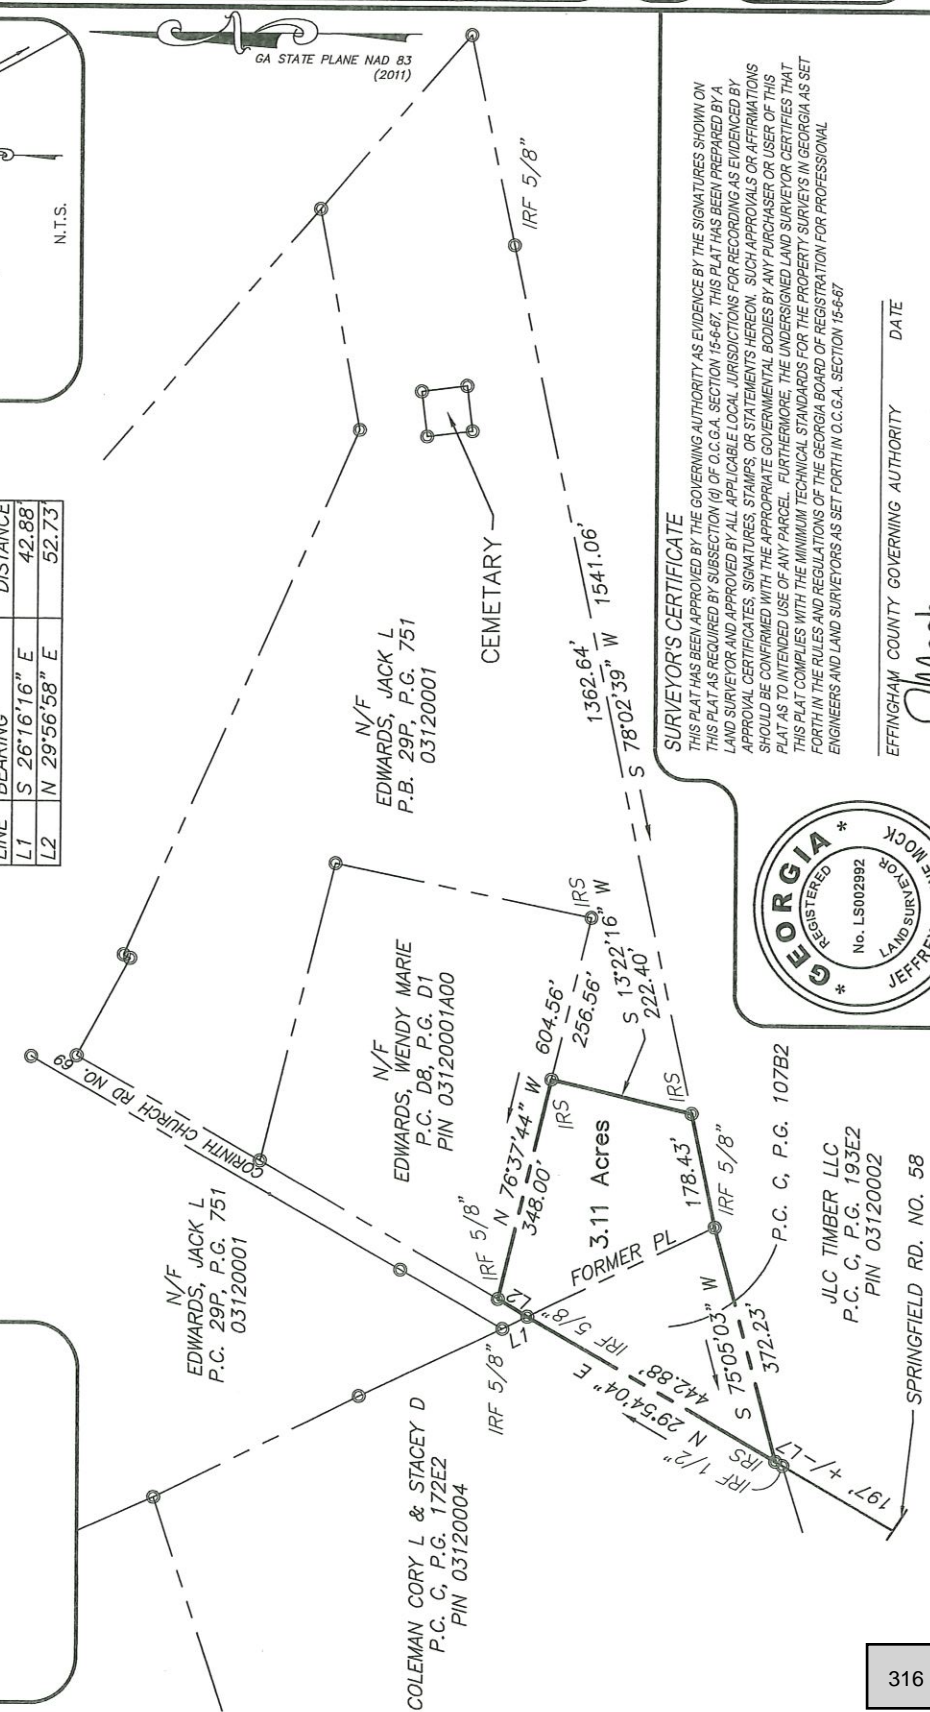 GA STATE PLANE NAD 83
(2011)
N.T.S.
LINE BEARING DISTANCE
L1 S 26°16'16" E 42.88'
L2 N 29°56'58" E 52.73'
IRF 5/8"
CEMETARY
N/F
EDWARDS, JACK L
P.B. 29P, P.G. 751
03120001
1362.64'
S 78°02'39" W 1541.06'
CORINTH CHURCH RD NO. 69
N/F
EDWARDS, WENDY MARIE
P.C. D8, P.G. D1
PIN 03120001A00
N/F
EDWARDS, JACK L
P.C. 29P, P.G. 751
03120001
IRS
S 13°22'16" W
222.40'
604.56'
256.56'
N 76°37'44" W
348.00'
IRS
IRS
IRF 5/8"
3.11 Acres
178.43'
IRF 5/8"
FORMER PL
L2
L1
IRF 5/8"
IRF 5/8"
P.C. C, P.G. 107B2
S 75°05'03" W
372.23'
N 29°54'04" E
442.88'
IRS
IRF 1/2"
+/-L7
197'
COLEMAN CORY L & STACEY D
P.C. C, P.G. 172E2
PIN 03120004
JLC TIMBER LLC
P.C. C, P.G. 193E2
PIN 03120002
SPRINGFIELD RD. NO. 58
SURVEYOR'S CERTIFICATE
THIS PLAT HAS BEEN APPROVED BY THE GOVERNING AUTHORITY AS EVIDENCE BY THE SIGNATURES SHOWN ON
THIS PLAT AS REQUIRED BY SUBSECTION (d) OF O.C.G.A. SECTION 15-6-67, THIS PLAT HAS BEEN PREPARED BY A
LAND SURVEYOR AND APPROVED BY ALL APPLICABLE LOCAL JURISDICTIONS FOR RECORDING AS EVIDENCED BY
APPROVAL CERTIFICATES, SIGNATURES, STAMPS, OR STATEMENTS HEREON. SUCH APPROVALS OR AFFIRMATIONS
SHOULD BE CONFIRMED WITH THE APPROPRIATE GOVERNMENTAL BODIES BY ANY PURCHASER OR USER OF THIS
PLAT AS TO INTENDED USE OF ANY PARCEL. FURTHERMORE, THE UNDERSIGNED LAND SURVEYOR CERTIFIES THAT
THIS PLAT COMPLIES WITH THE MINIMUM TECHNICAL STANDARDS FOR THE PROPERTY SURVEYS IN GEORGIA AS SET
FORTH IN THE RULES AND REGULATIONS OF THE GEORGIA BOARD OF REGISTRATION FOR PROFESSIONAL
ENGINEERS AND LAND SURVEYORS AS SET FORTH IN O.C.G.A. SECTION 15-6-67
EFFINGHAM COUNTY GOVERNING AUTHORITY DATE
* GEORGIA *
REGISTERED
No. LS002992
LAND SURVEYOR
JEFFREY
MOCK
316